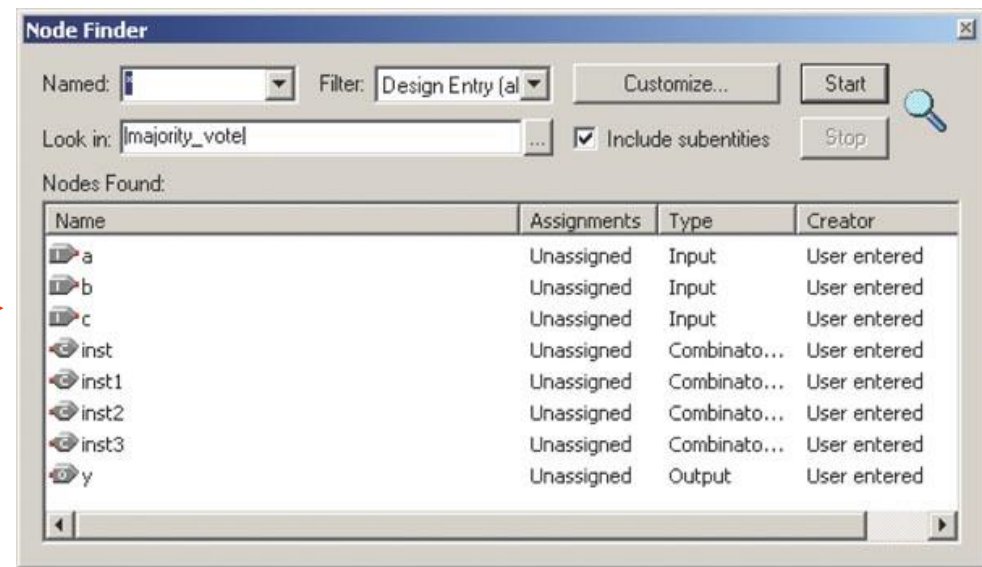 Node Finder
Named: * Filter: Design Entry (al Customize... Start
Look in: |majority_vote| ... Include subentities Stop
Nodes Found:
Name Assignments Type Creator
a Unassigned Input User entered
b Unassigned Input User entered
c Unassigned Input User entered
inst Unassigned Combinato... User entered
inst1 Unassigned Combinato... User entered
inst2 Unassigned Combinato... User entered
inst3 Unassigned Combinato... User entered
y Unassigned Output User entered